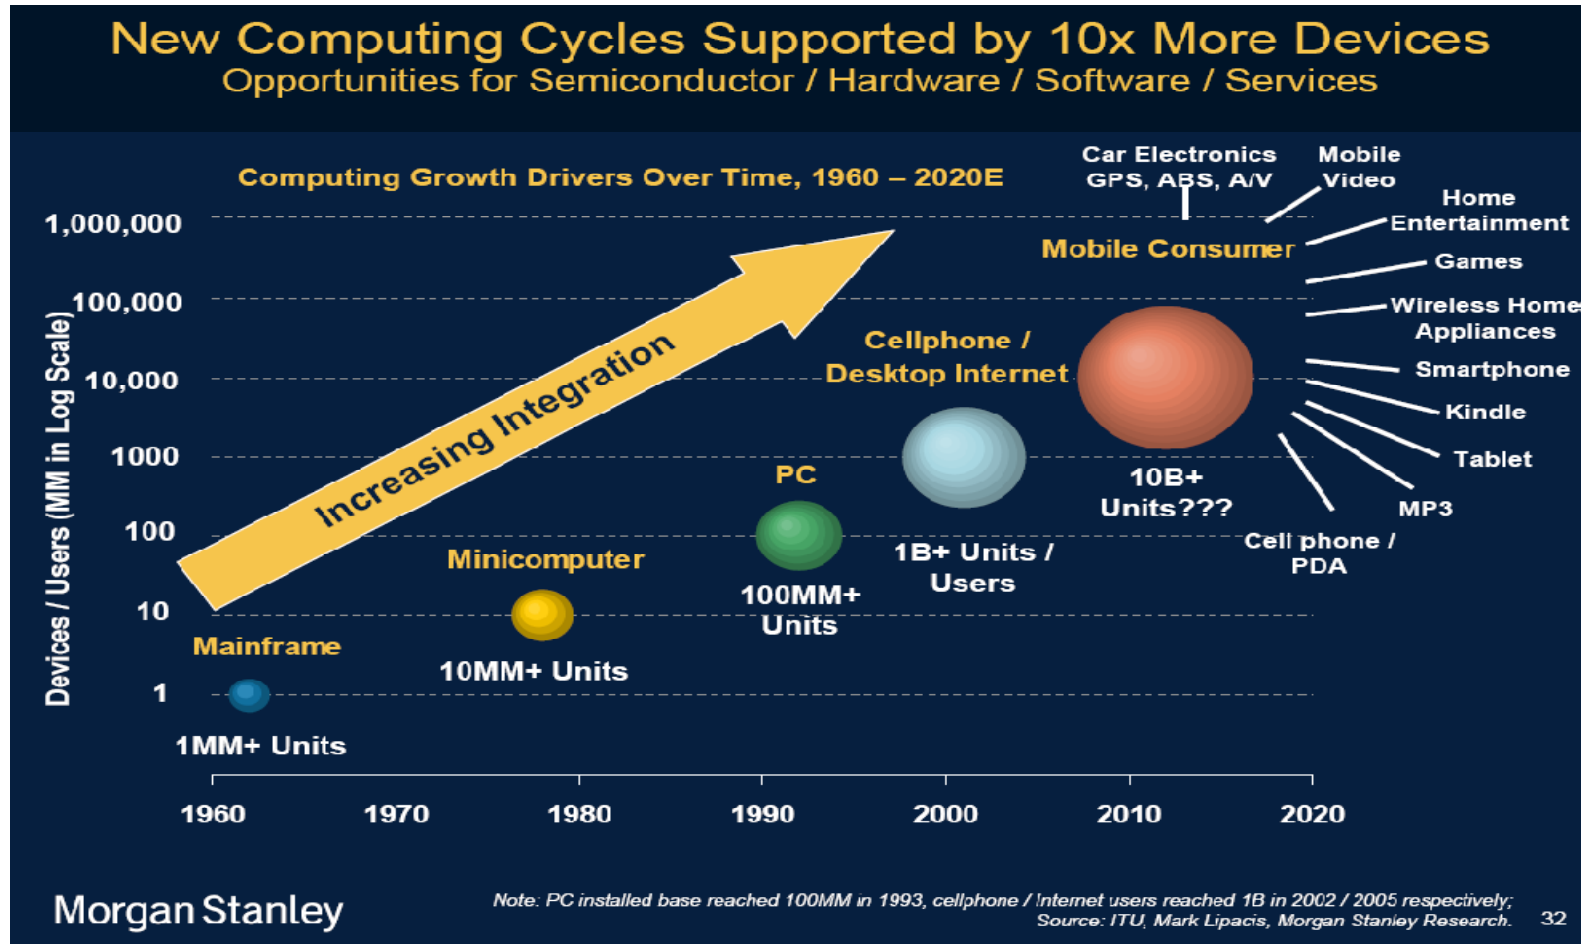 New Computing Cycles Supported by 10x More Devices
Opportunities for Semiconductor / Hardware / Software / Services
Computing Growth Drivers Over Time, 1960 – 2020E
Devices / Users (MM in Log Scale)
1,000,000
100,000
10,000
1000
100
10
1
Increasing Integration
Mainframe
1MM+ Units
Minicomputer
10MM+ Units
PC
100MM+
Units
Cellphone /
Desktop Internet
1B+ Units /
Users
Mobile Consumer
10B+
Units???
Car Electronics
GPS, ABS, A/V
Mobile
Video
Home
Entertainment
Games
Wireless Home
Appliances
Smartphone
Kindle
Tablet
MP3
Cell phone /
PDA
1960
1970
1980
1990
2000
2010
2020
Morgan Stanley
Note: PC installed base reached 100MM in 1993, cellphone / Internet users reached 1B in 2002 / 2005 respectively;
Source: ITU, Mark Lipacis, Morgan Stanley Research.
32